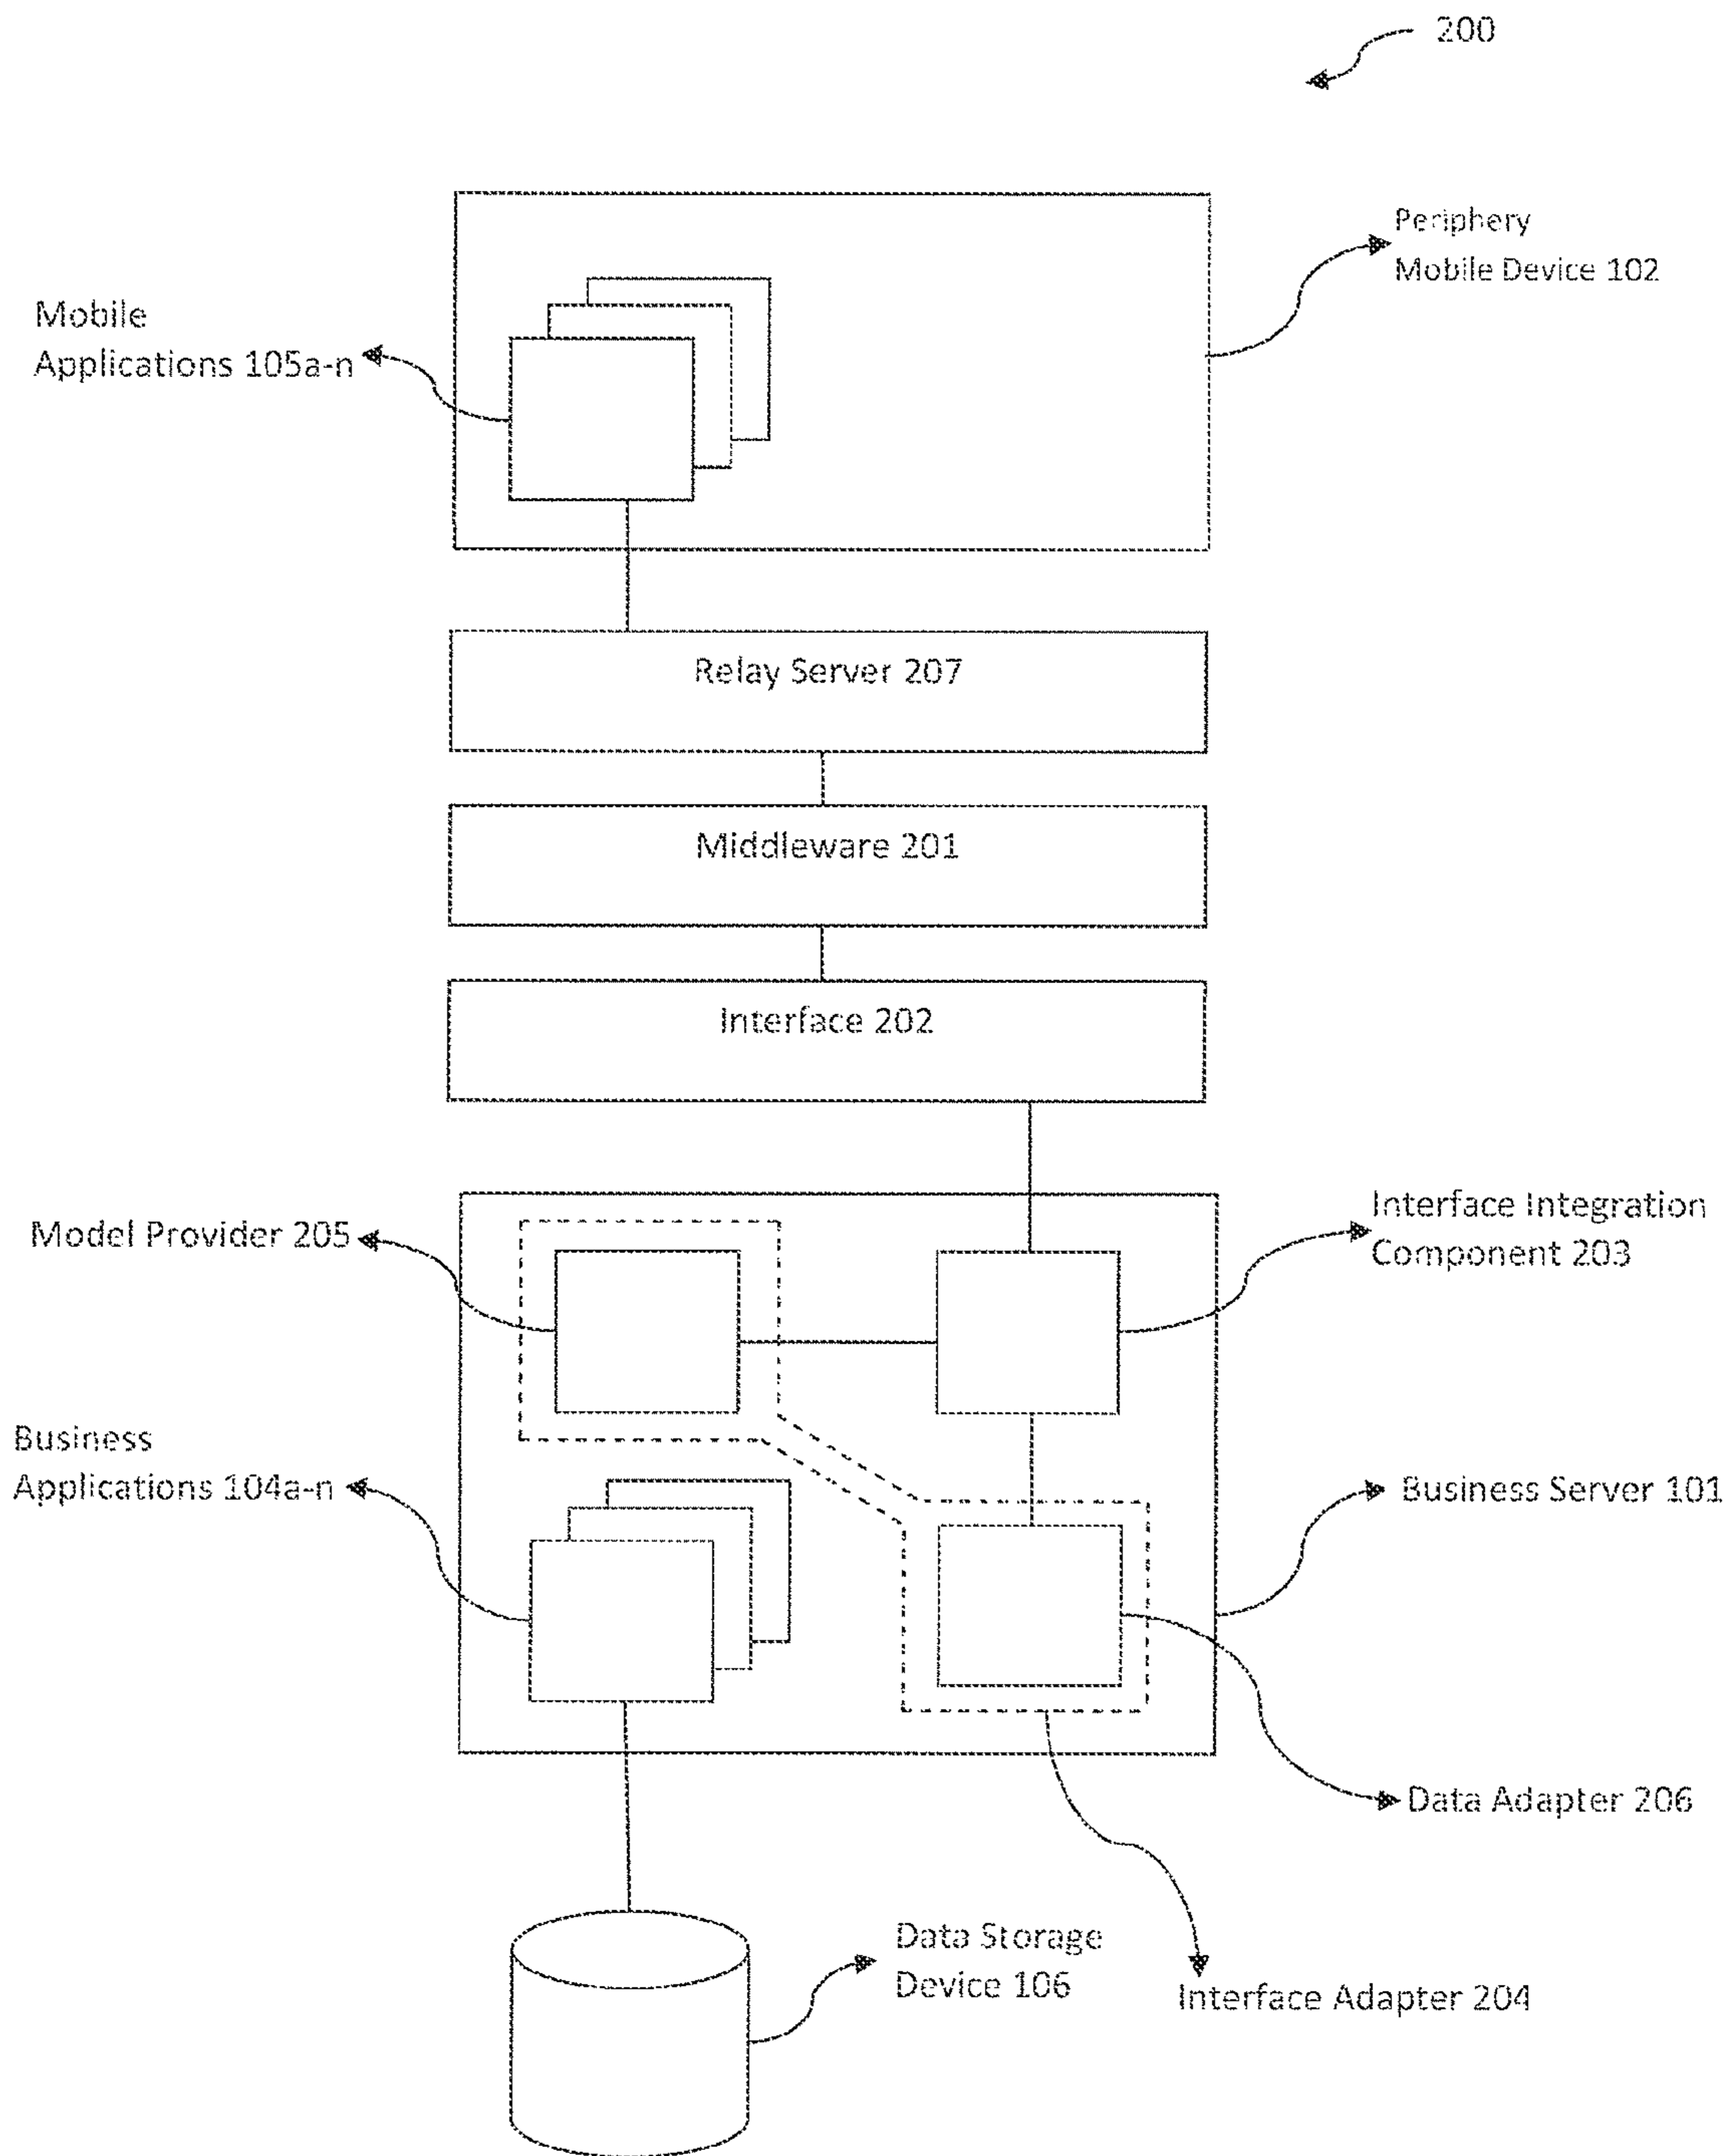 200
Periphery
Mobile Device 102
Mobile
Applications 105a-n
Relay Server 207
Middleware 201
Interface 202
Interface Integration
Component 203
Model Provider 205
Business
Applications 104a-n
Business Server 101
Data Adapter 206
Data Storage
Device 106
Interface Adapter 204